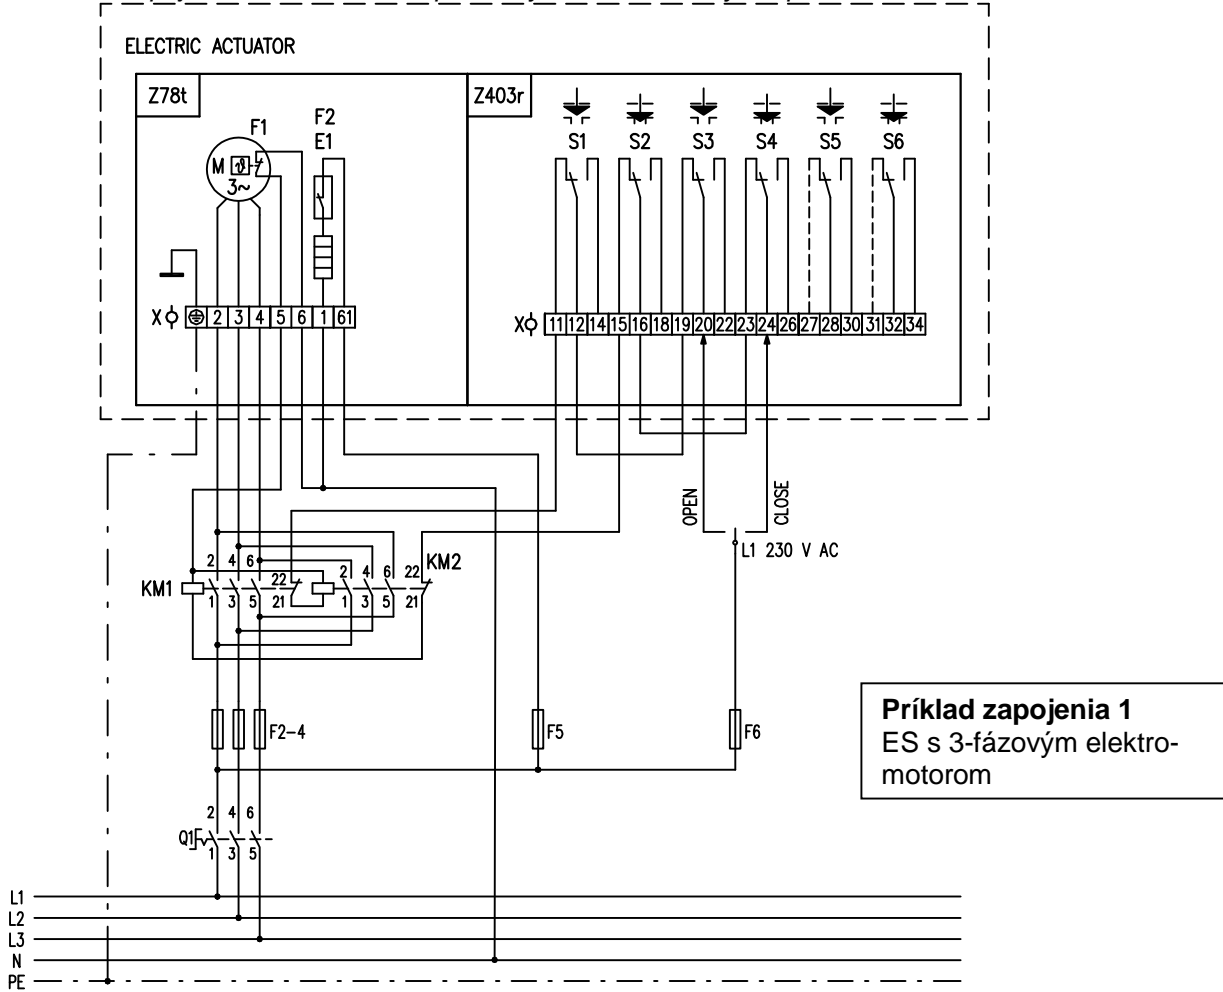 ELECTRIC ACTUATOR
Z78t
Z403r
F1
F2
E1
S1 S2 S3 S4 S5 S6
M ϑ
3~
X 2 3 4 5 6 1 61
X 11 12 14 15 16 18 19 20 22 23 24 26 27 28 30 31 32 34
OPEN
CLOSE
L1 230 V AC
KM2
2 4 6 22 2 4 6 22
KM1
1 3 5 21 1 3 5 21
F2-4
F5
F6
Príklad zapojenia 1
ES s 3-fázovým elektro-
motorom
2 4 6
Q1
1 3 5
L1
L2
L3
N
PE